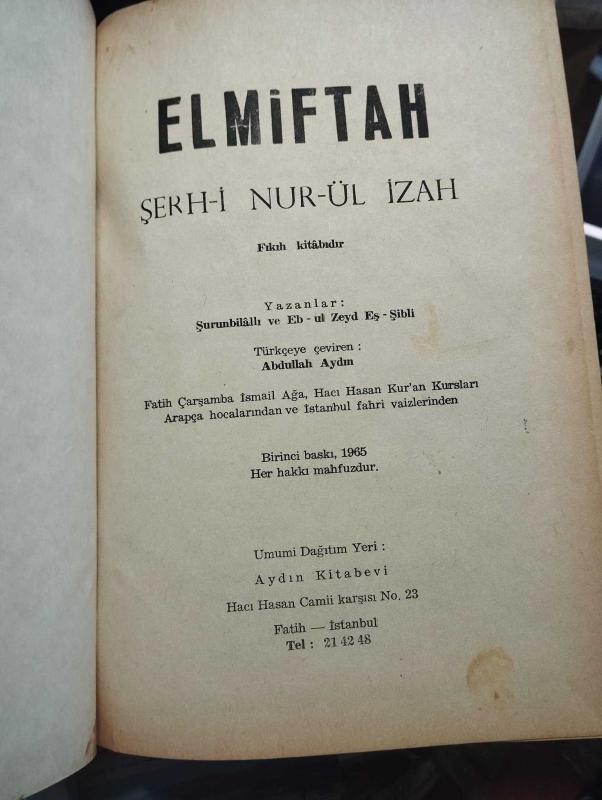 ELMİFTAH
ŞERH-İ NUR-ÜL İZAH
Fıkıh kitâbıdır
Yazanlar :
Şurunbilâllı ve Eb - ul Zeyd Eş - Şibli
Türkçeye çeviren :
Abdullah Aydın
Fatih Çarşamba İsmail Ağa, Hacı Hasan Kur'an Kursları
Arapça hocalarından ve İstanbul fahri vaizlerinden
Birinci baskı, 1965
Her hakkı mahfuzdur.
Umumi Dağıtım Yeri :
Aydın Kitabevi
Hacı Hasan Camii karşısı No. 23
Fatih — İstanbul
Tel : 21 42 48